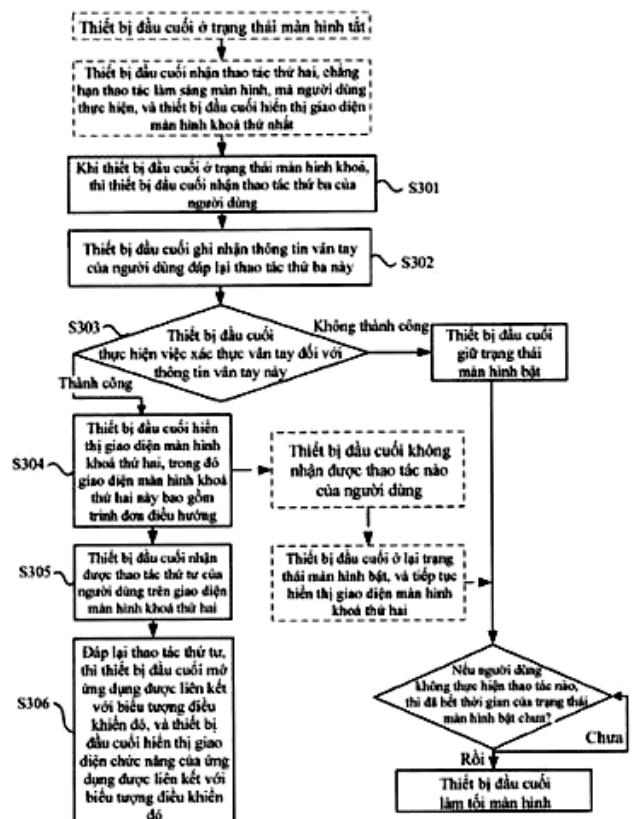 Thiết bị đầu cuối ở trạng thái màn hình tắt
Thiết bị đầu cuối nhận thao tác thứ hai, chẳng
hạn thao tác làm sáng màn hình, mà người dùng
thực hiện, và thiết bị đầu cuối hiển thị giao diện
màn hình khoá thứ nhất
Khi thiết bị đầu cuối ở trạng thái màn hình khoá,
thì thiết bị đầu cuối nhận thao tác thứ ba của
người dùng
S301
Thiết bị đầu cuối ghi nhận thông tin vân tay
của người dùng đáp lại thao tác thứ ba này
S302
S303
Thiết bị đầu cuối
thực hiện việc xác thực vân tay đối với
thông tin vân tay này
Không thành công
Thiết bị đầu cuối
giữ trạng thái
màn hình bật
Thành công
S304
Thiết bị đầu cuối hiển
thị giao diện màn hình
khoá thứ hai, trong đó
giao diện màn hình khoá
thứ hai này bao gồm
trình đơn điều hướng
Thiết bị đầu cuối không
nhận được thao tác nào
của người dùng
S305
Thiết bị đầu cuối nhận
được thao tác thứ tư của
người dùng trên giao diện
màn hình khoá thứ hai
Thiết bị đầu cuối ở lại trạng
thái màn hình bật, và tiếp tục
hiển thị giao diện màn hình
khoá thứ hai
S306
Đáp lại thao tác thứ tư,
thì thiết bị đầu cuối mở
ứng dụng được liên kết
với biểu tượng điều
khiển đó, và thiết bị
đầu cuối hiển thị giao
diện chức năng của ứng
dụng được liên kết với
biểu tượng điều khiển
đó
Nếu người dùng
không thực hiện thao tác nào,
thì đã hết thời gian của trạng thái
màn hình bật chưa?
Chưa
Rồi
Thiết bị đầu cuối
làm tối màn hình